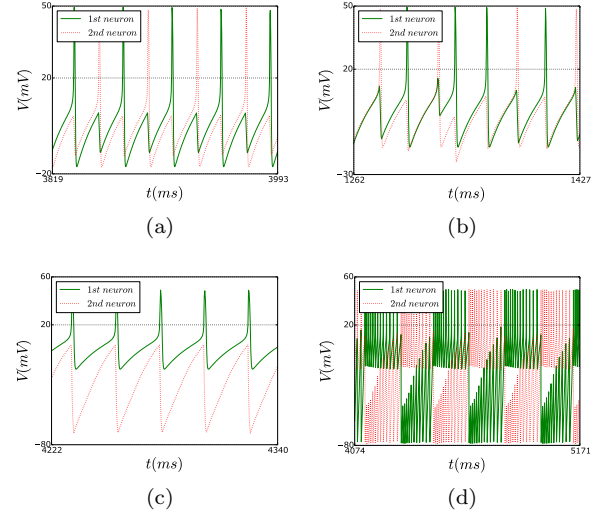 50
1st neuron
2nd neuron
V(mV)
20
−20
3819
3993
t(ms)
(a)
50
1st neuron
2nd neuron
V(mV)
20
−30
1262
1427
t(ms)
(b)
60
1st neuron
2nd neuron
V(mV)
20
−80
4222
4340
t(ms)
(c)
60
1st neuron
2nd neuron
V(mV)
20
−80
4074
5171
t(ms)
(d)